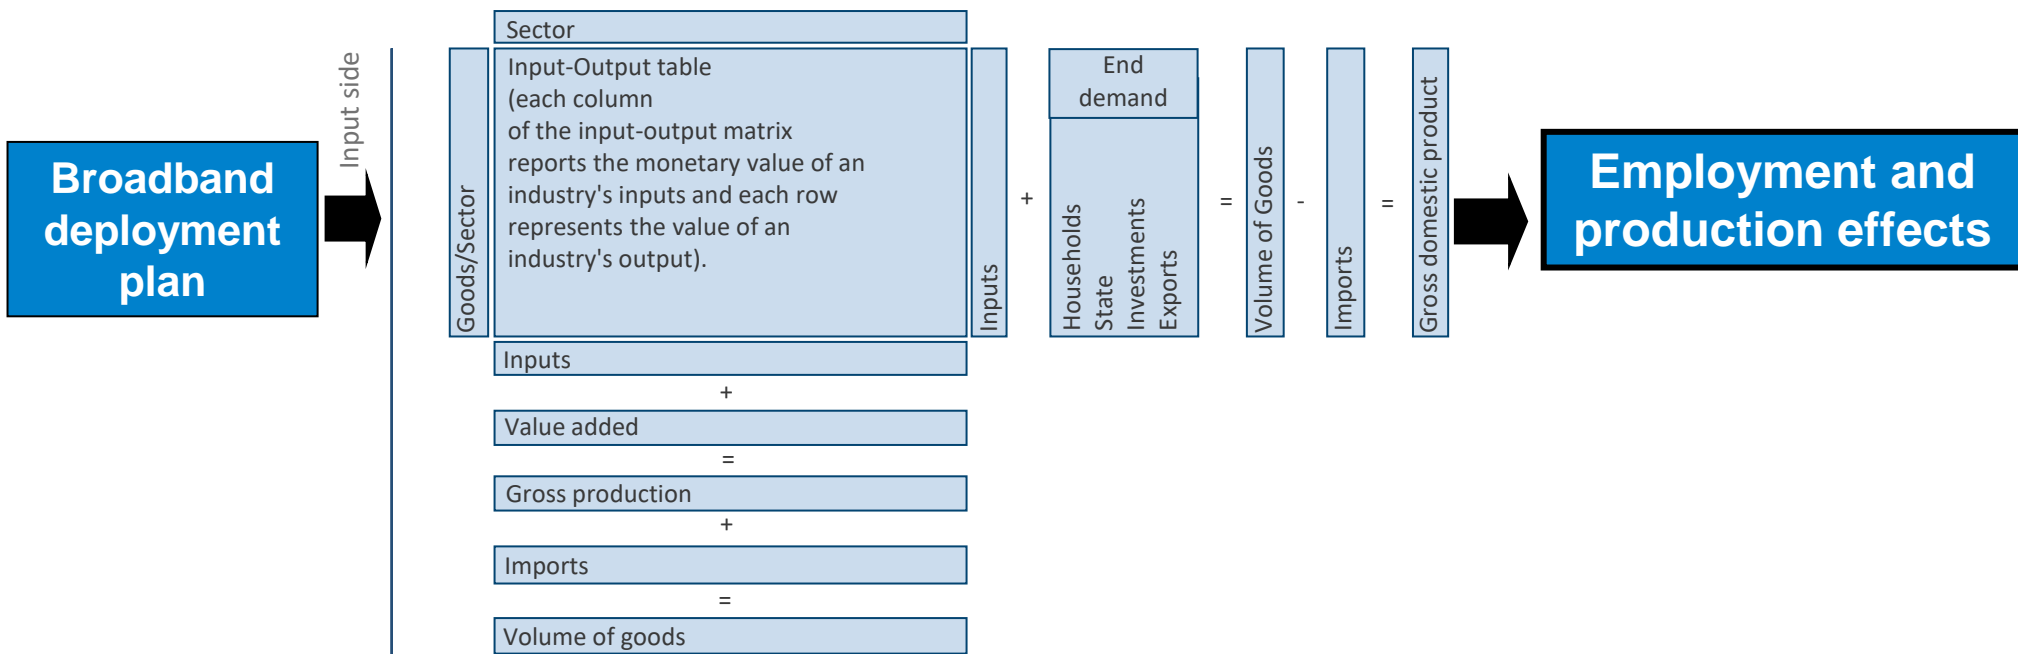 Broadband
deployment
plan
Input side
Sector
Goods/Sector
Input-Output table
(each column
of the input-output matrix
reports the monetary value of an
industry's inputs and each row
represents the value of an
industry's output).
Inputs
+
End
demand
Households
State
Investments
Exports
=
Volume of Goods
-
Imports
=
Gross domestic product
Employment and
production effects
Inputs
+
Value added
=
Gross production
+
Imports
=
Volume of goods